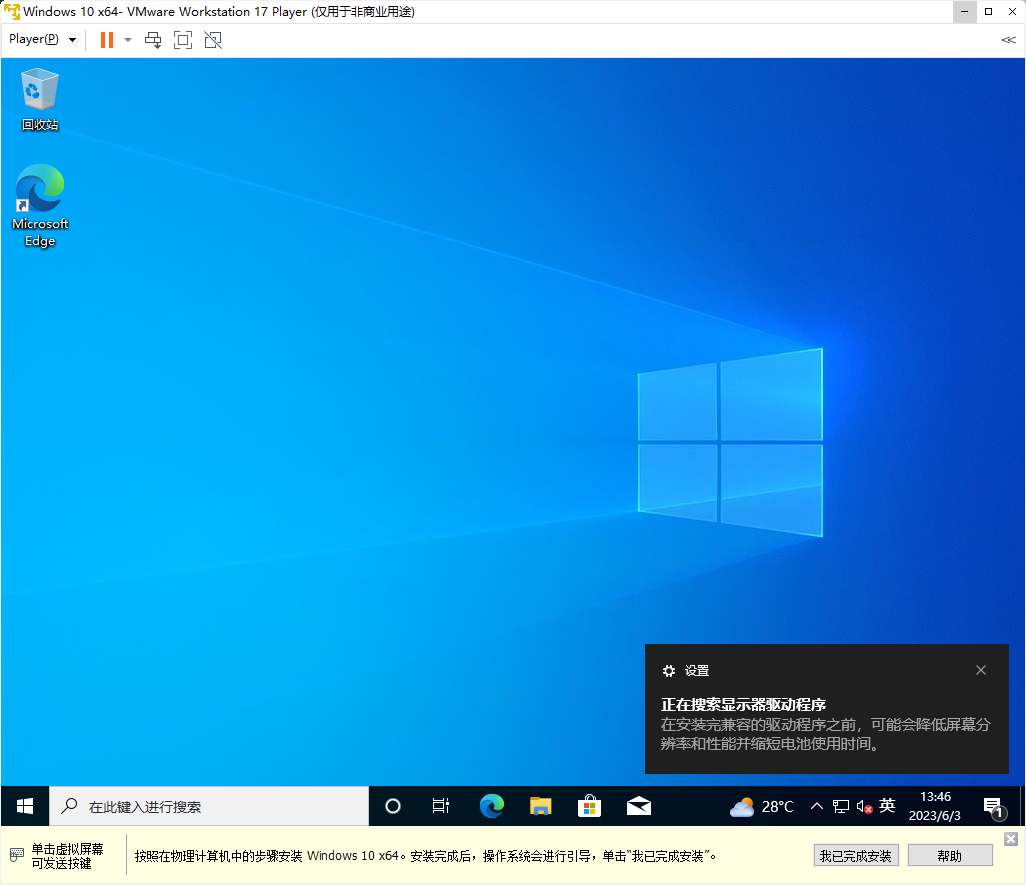 Windows 10 x64- VMware Workstation 17 Player (仅用于非商业用途)
Player(P)
回收站
Microsoft
Edge
设置
正在搜索显示器驱动程序
在安装完兼容的驱动程序之前，可能会降低屏幕分
辨率和性能并缩短电池使用时间。
在此键入进行搜索
28°C
英
13:46
2023/6/3
1
单击虚拟屏幕
可发送按键
按照在物理计算机中的步骤安装 Windows 10 x64。安装完成后，操作系统会进行引导，单击“我已完成安装”。
我已完成安装
帮助